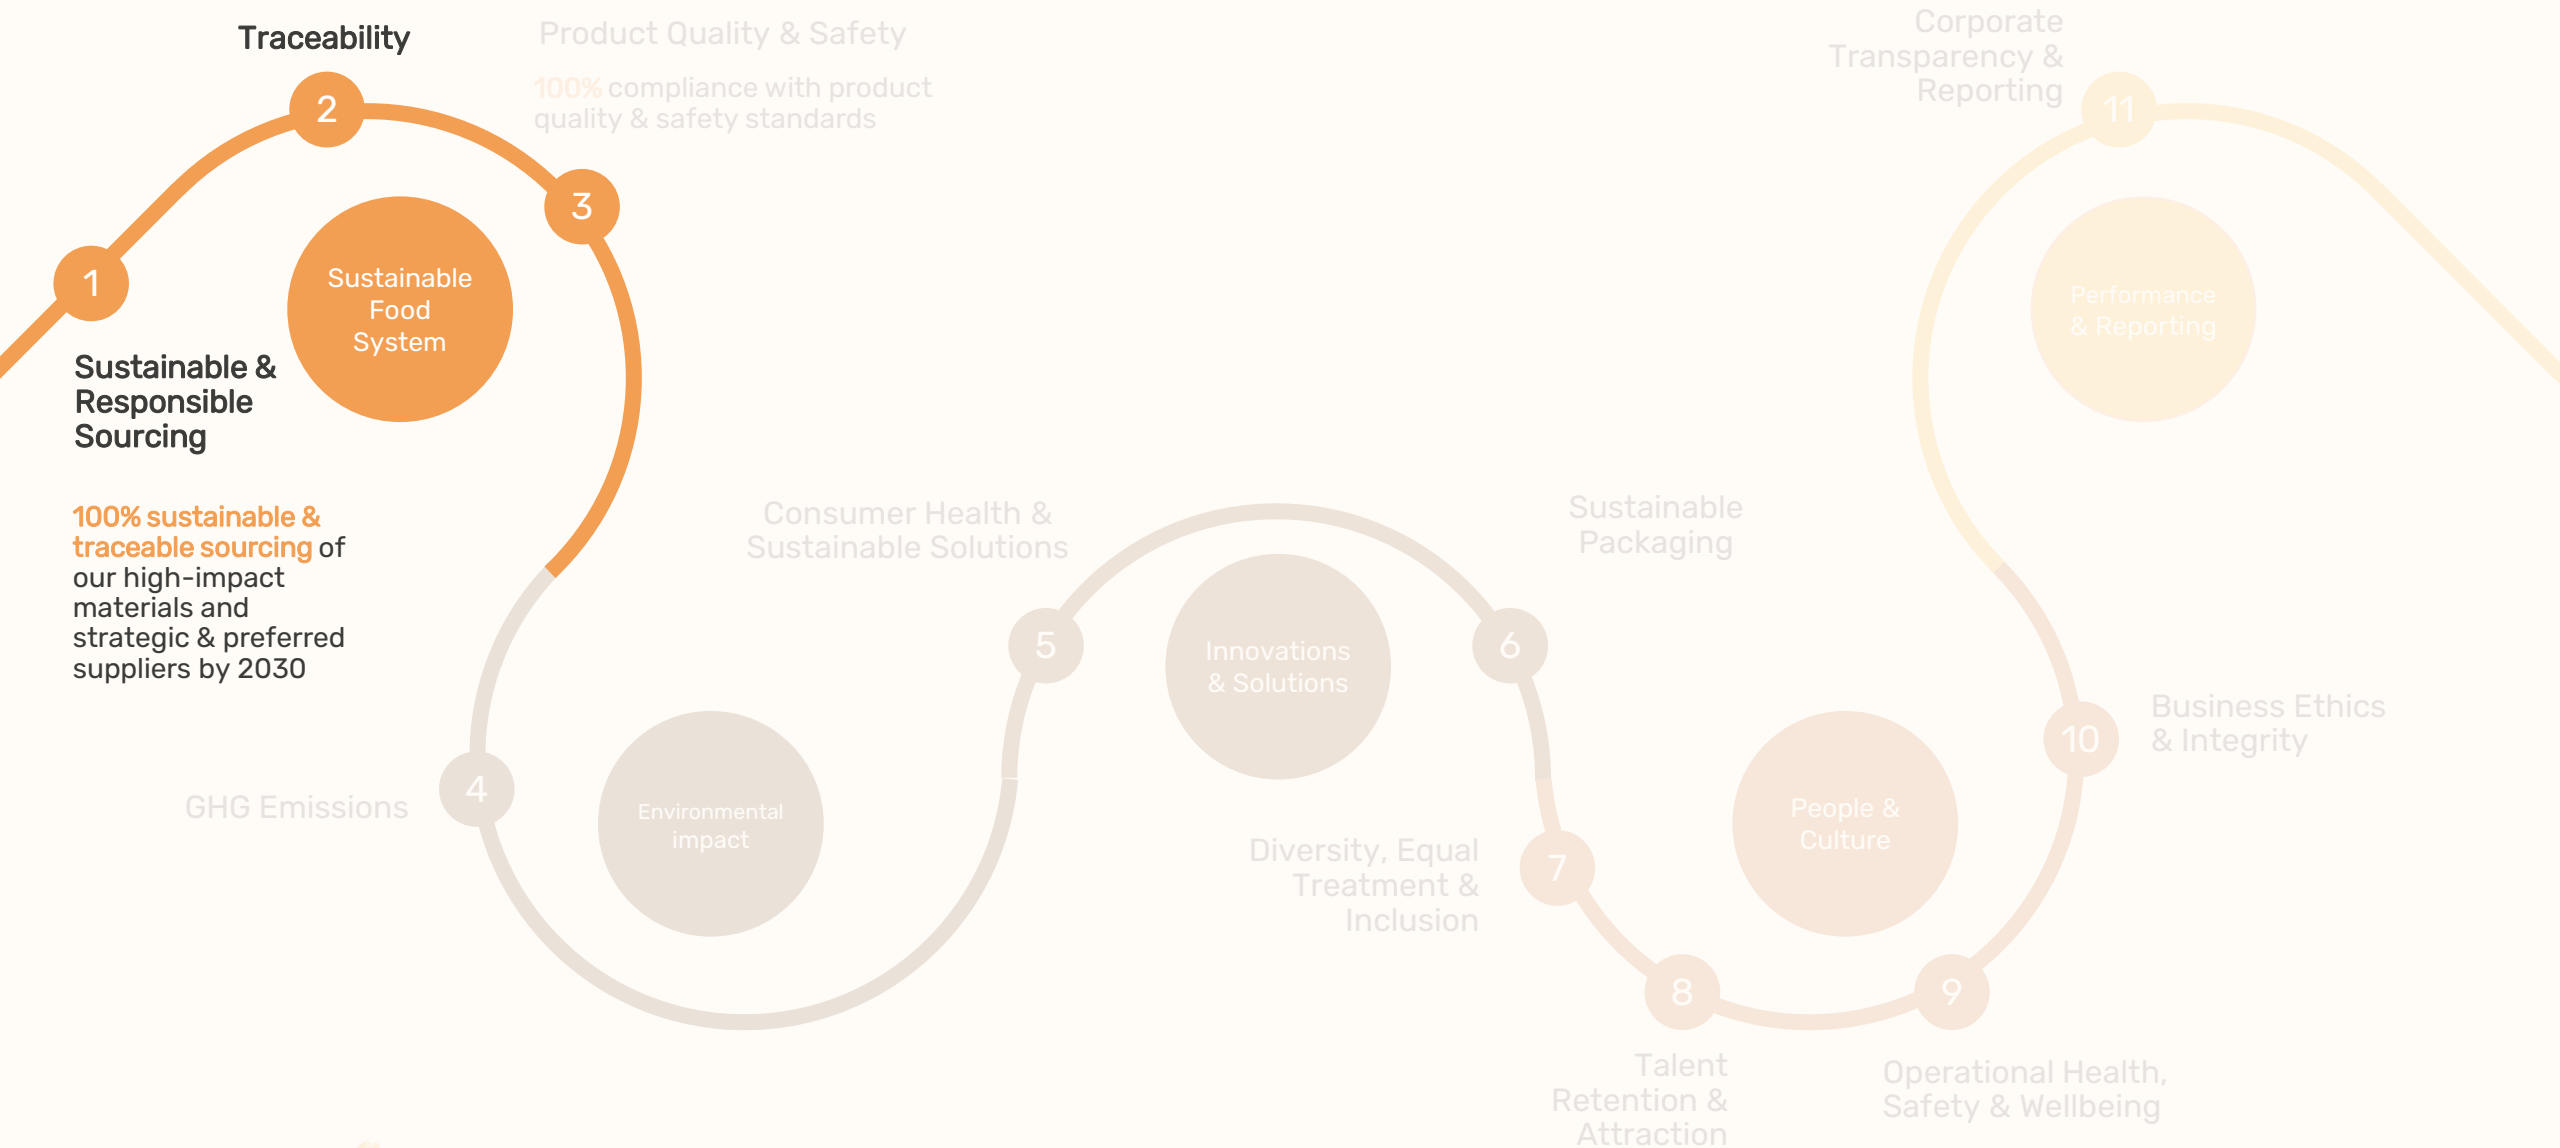 Traceability
2
Product Quality & Safety
100% compliance with product
quality & safety standards
3
1
Sustainable
Food
System
Sustainable &
Responsible
Sourcing
100% sustainable &
traceable sourcing of
our high-impact
materials and
strategic & preferred
suppliers by 2030
GHG Emissions
4
Environmental
impact
Consumer Health &
Sustainable Solutions
5
Innovations
& Solutions
6
Sustainable
Packaging
Diversity, Equal
Treatment &
Inclusion
7
People &
Culture
8
Talent
Retention &
Attraction
9
Operational Health,
Safety & Wellbeing
10
Business Ethics
& Integrity
Corporate
Transparency &
Reporting
11
Performance
& Reporting